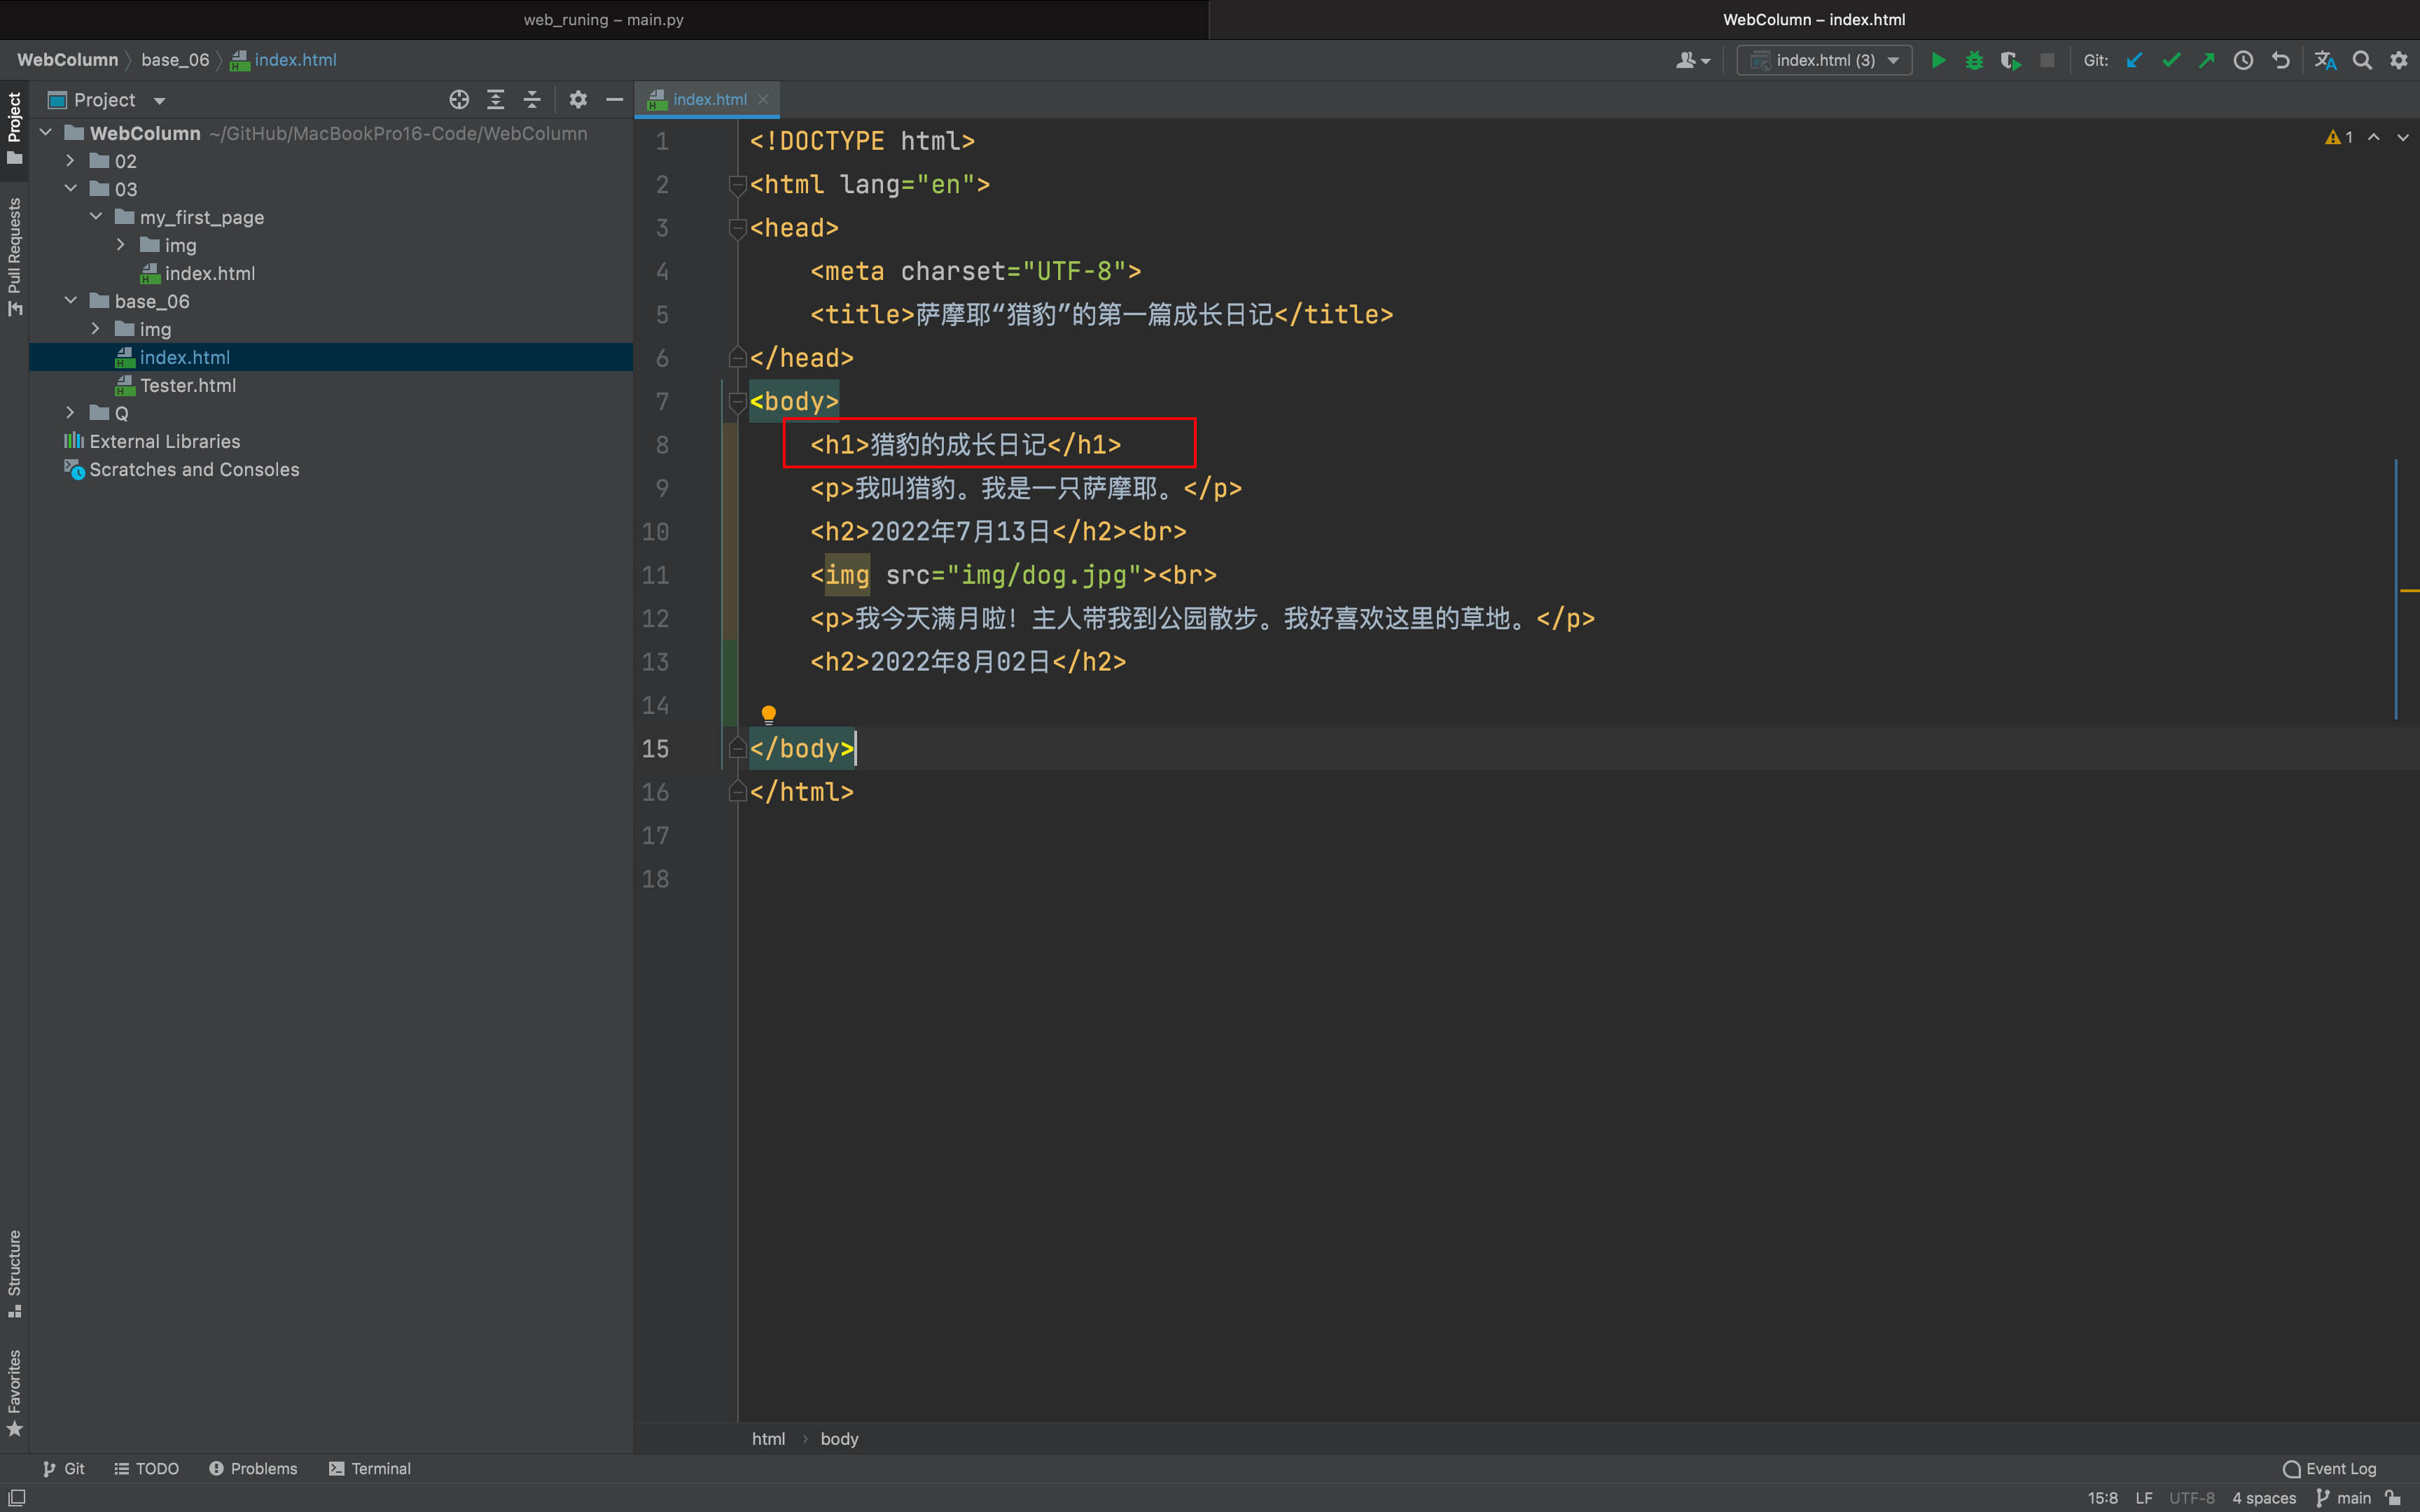 web_runing – main.py
WebColumn – index.html
WebColumn base_06 index.html
index.html (3)
Git:
Project
index.html
Project
Pull Requests
Structure
Favorites
WebColumn ~/GitHub/MacBookPro16-Code/WebColumn
02
03
my_first_page
img
index.html
base_06
img
index.html
Tester.html
Q
External Libraries
Scratches and Consoles
1 <!DOCTYPE html>
2 <html lang="en">
3 <head>
4 <meta charset="UTF-8">
5 <title>萨摩耶“猎豹”的第一篇成长日记</title>
6 </head>
7 <body>
8 <h1>猎豹的成长日记</h1>
9 <p>我叫猎豹。我是一只萨摩耶。</p>
10 <h2>2022年7月13日</h2><br>
11 <img src="img/dog.jpg"><br>
12 <p>我今天满月啦！主人带我到公园散步。我好喜欢这里的草地。</p>
13 <h2>2022年8月02日</h2>
14
15 </body>
16 </html>
17
18
1
html body
Git TODO Problems Terminal
Event Log
15:8 LF UTF-8 4 spaces main